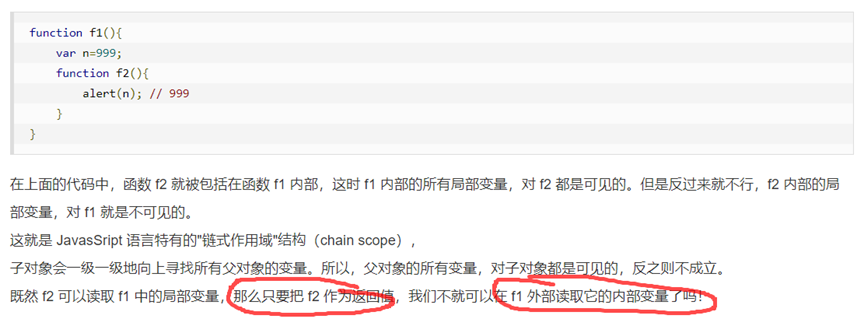 function f1(){
    var n=999;
    function f2(){
        alert(n); // 999
    }
}
在上面的代码中，函数 f2 就被包括在函数 f1 内部，这时 f1 内部的所有局部变量，对 f2 都是可见的。但是反过来就不行，f2 内部的局
部变量，对 f1 就是不可见的。
这就是 JavasSript 语言特有的"链式作用域"结构（chain scope），
子对象会一级一级地向上寻找所有父对象的变量。所以，父对象的所有变量，对子对象都是可见的，反之则不成立。
既然 f2 可以读取 f1 中的局部变量，那么只要把 f2 作为返回值，我们不就可以在 f1 外部读取它的内部变量了吗！